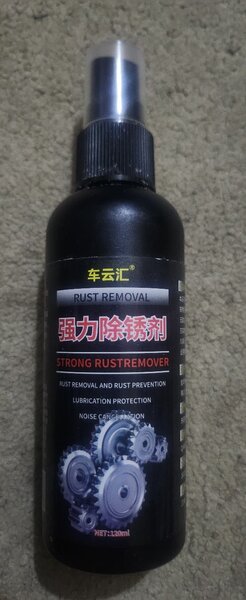 车云汇®
RUST REMOVAL
强力除锈剂
STRONG RUSTREMOVER
RUST REMOVAL AND RUST PREVENTION
LUBRICATION PROTECTION
NOISE CANCELLATION
NET:120ml